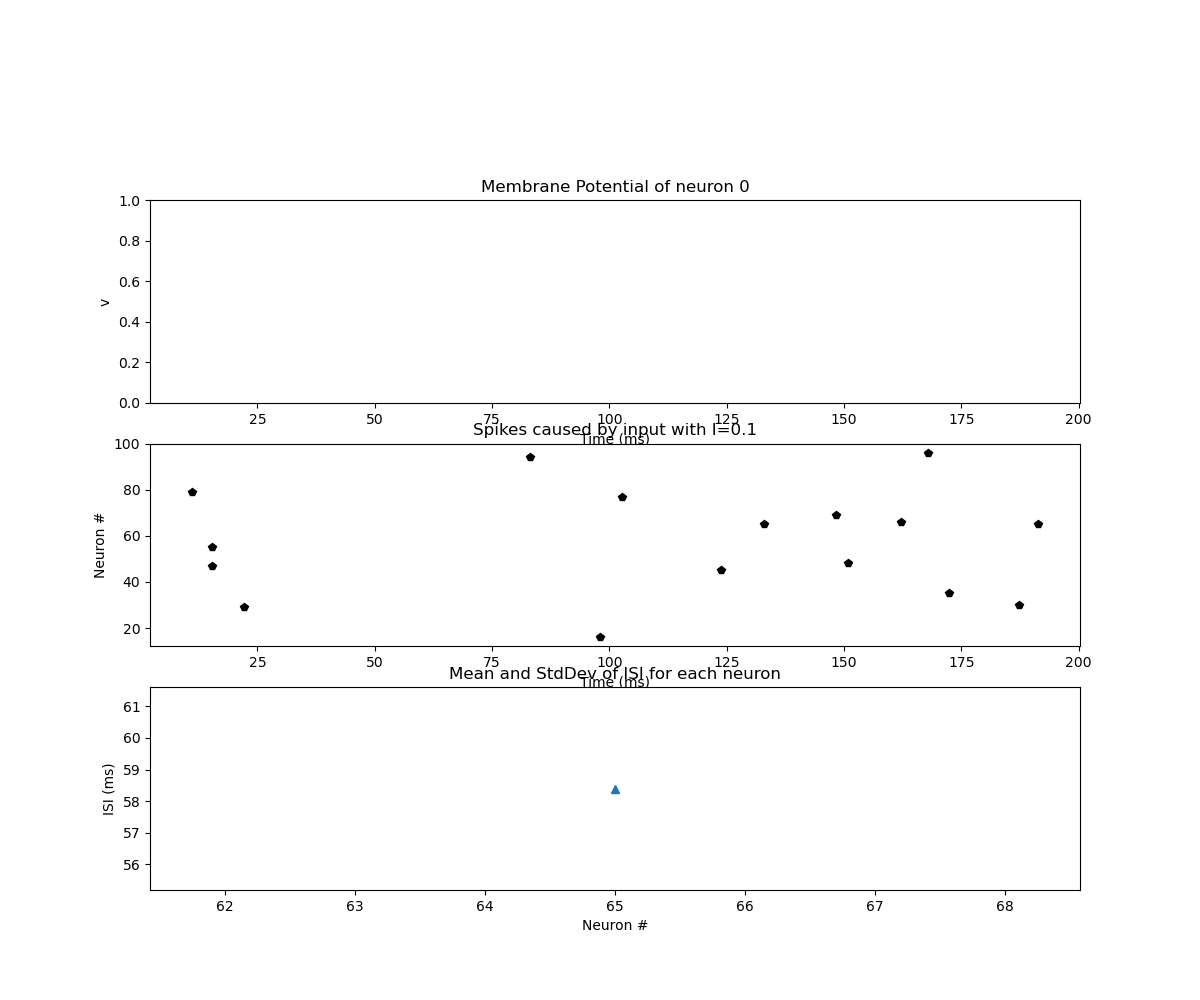 Membrane Potential of neuron 0
1.0
0.8
0.6
0.4
0.2
0.0
v
25 50 75 100 125 150 175 200
Time (ms)
Spikes caused by input with I=0.1
100
80
60
40
20
Neuron #
25 50 75 100 125 150 175 200
Time (ms)
Mean and StdDev of ISI for each neuron
61
60
59
58
57
56
ISI (ms)
62 63 64 65 66 67 68
Neuron #